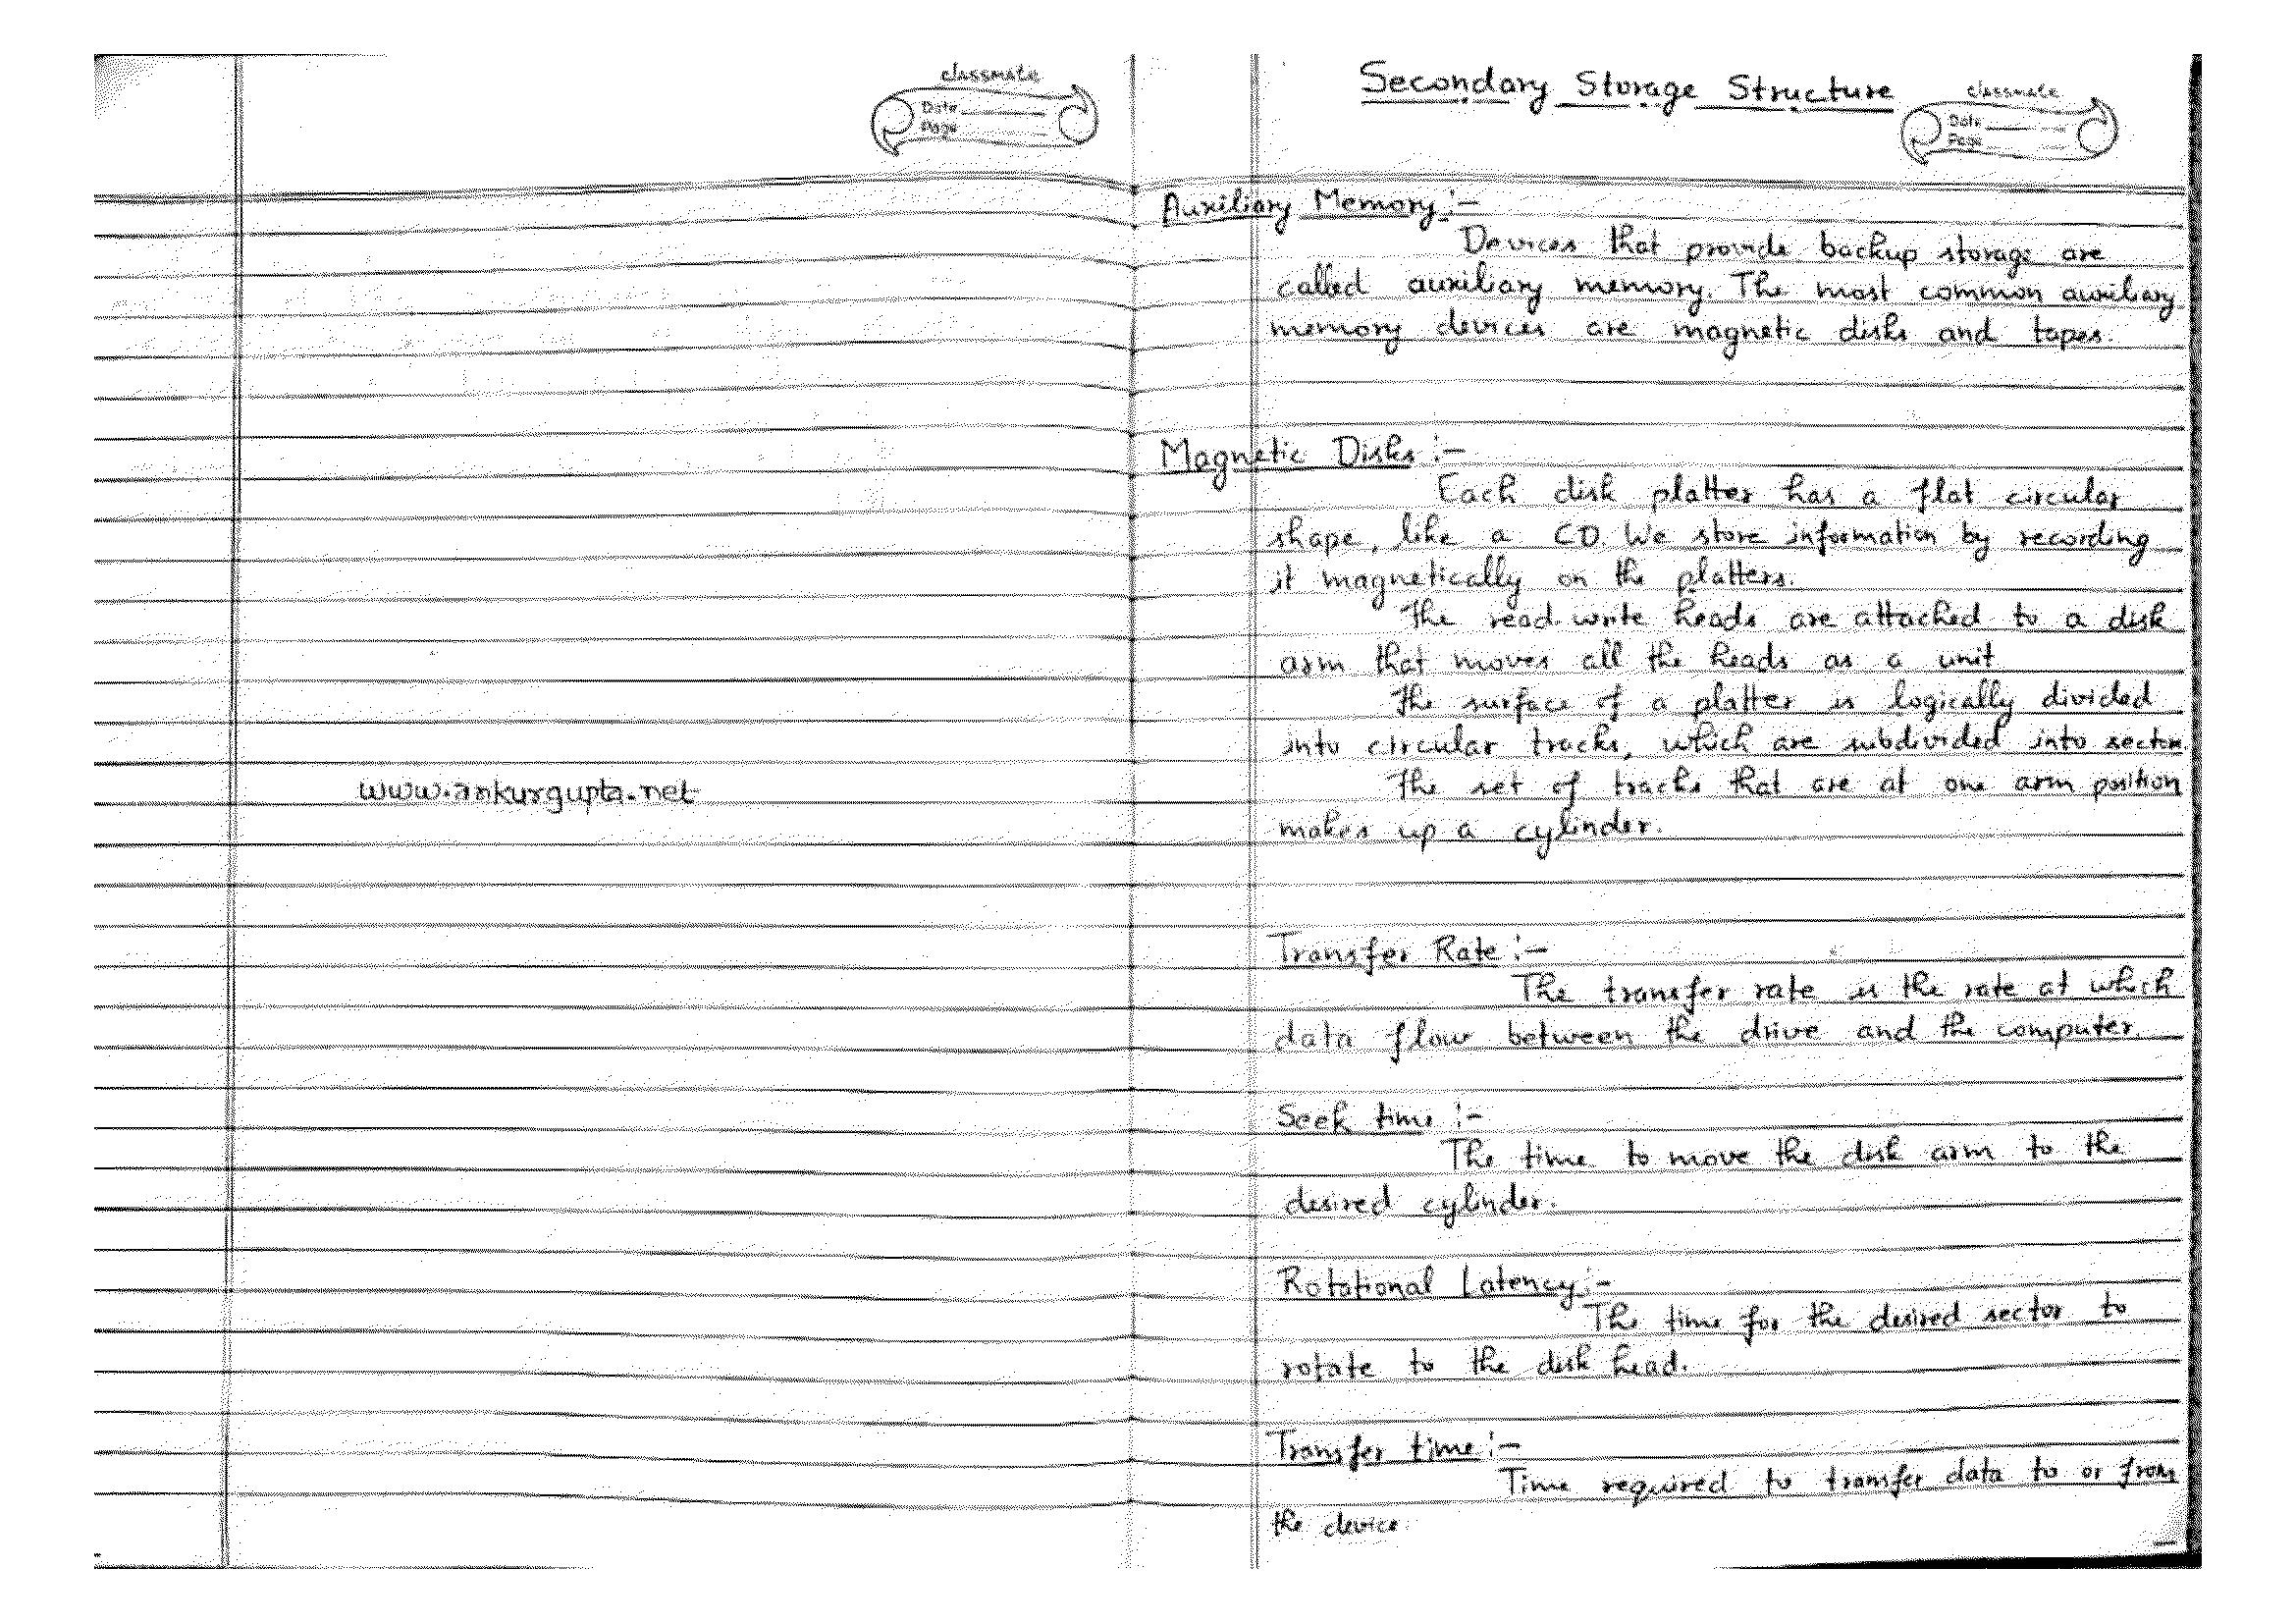 classmate
Date
Page
www.ankurgupta.net
Secondary Storage Structure
classmate
Date
Page
Auxiliary Memory :-
Devices that provide backup storage are
called auxiliary memory. The most common auxiliary
memory devices are magnetic disks and tapes.
Magnetic Disks :-
Each disk platter has a flat circular
shape, like a CD. We store information by recording
it magnetically on the platters.
The read-write heads are attached to a disk
arm that moves all the heads as a unit
The surface of a platter is logically divided
into circular tracks, which are subdivided into sectors.
The set of tracks that are at one arm position
makes up a cylinder.
Transfer Rate :-
The transfer rate is the rate at which
data flow between the drive and the computer.
Seek time :-
The time to move the disk arm to the
desired cylinder.
Rotational Latency :-
The time for the desired sector to
rotate to the disk head.
Transfer time :-
Time required to transfer data to or from
the device.